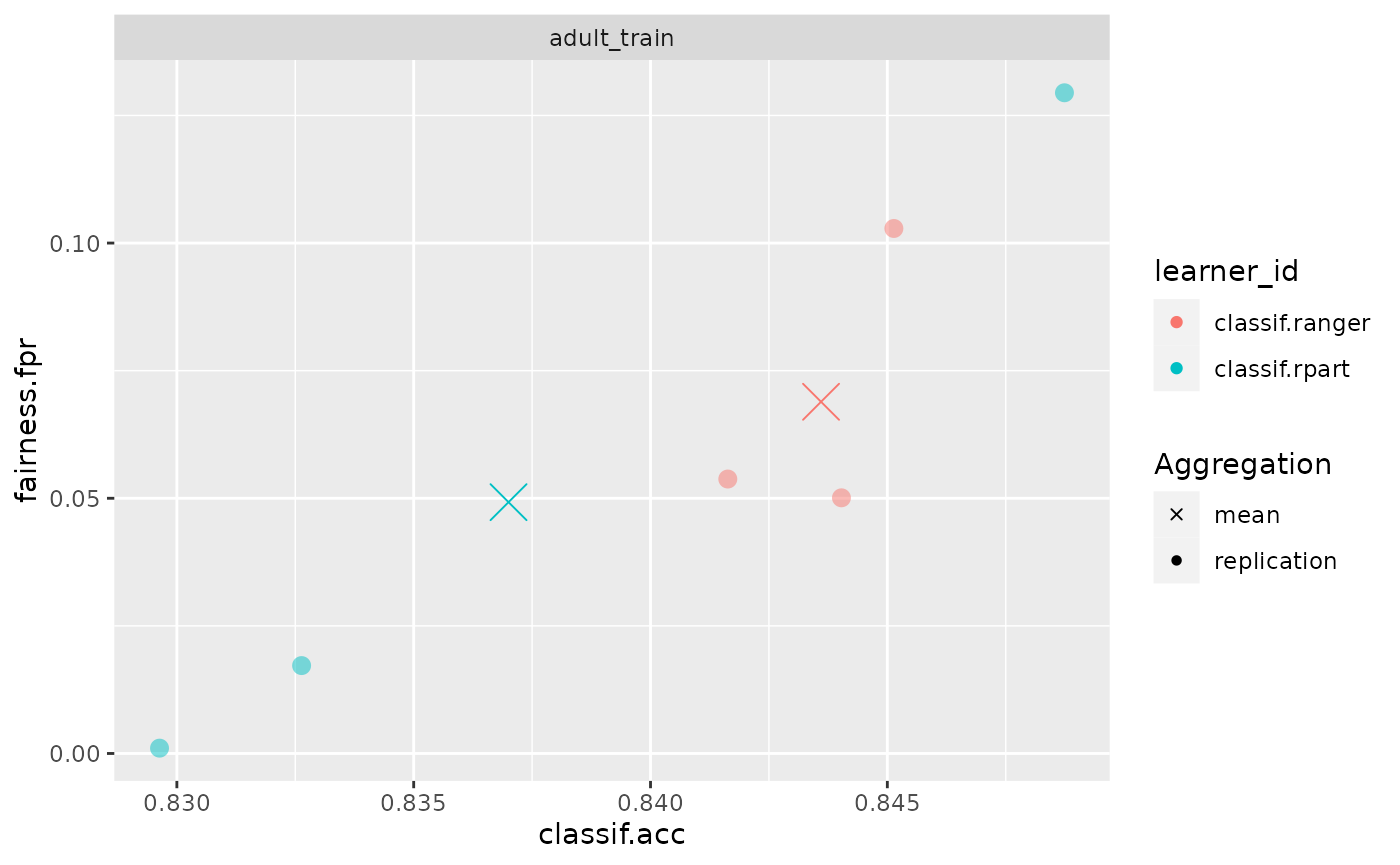 adult_train
fairness.fpr
0.10
0.05
0.00
0.830
0.835
0.840
0.845
classif.acc
learner_id
classif.ranger
classif.rpart
Aggregation
mean
replication